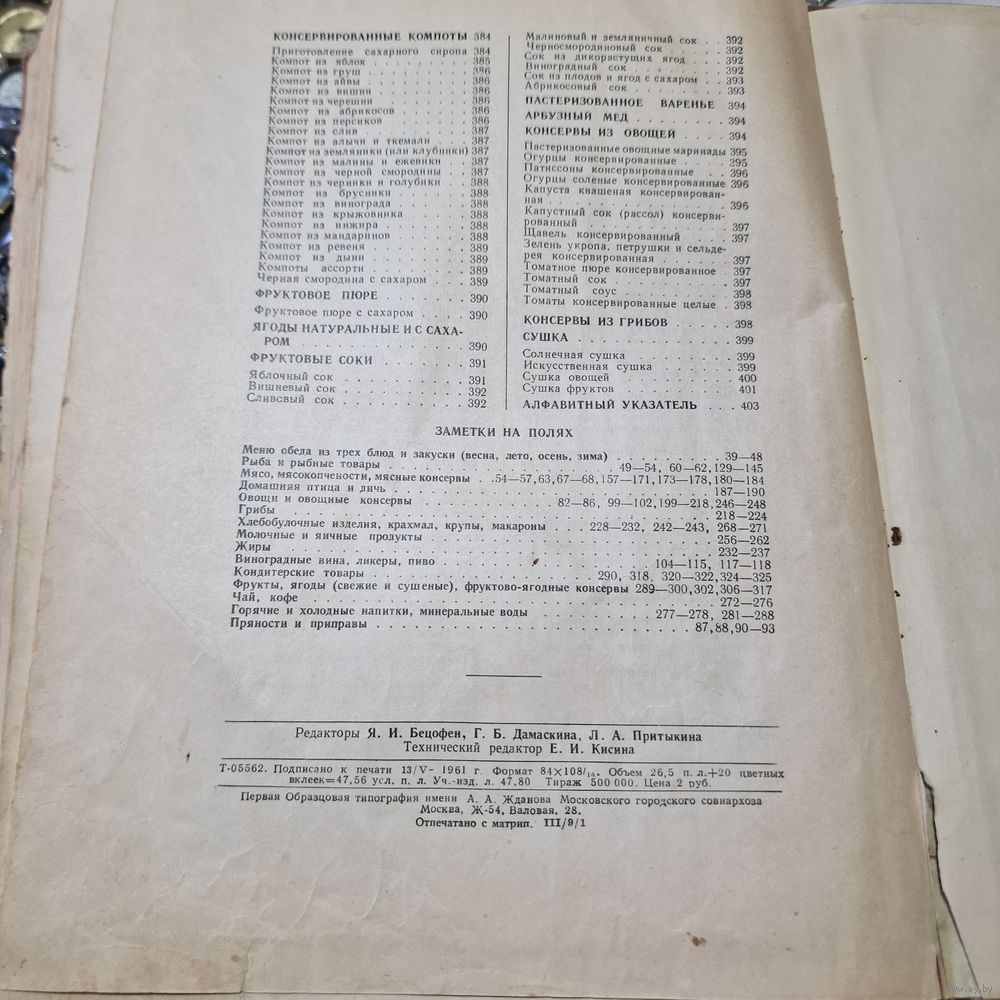 КОНСЕРВИРОВАННЫЕ КОМПОТЫ 384
Приготовление сахарного сиропа 384
Компот из яблок . . . . . . . . 385
Компот из груш . . . . . . . . 386
Компот из айвы . . . . . . . . 386
Компот из вишни . . . . . . . . 386
Компот из черешни . . . . . . . 386
Компот из абрикосов . . . . . . 386
Компот из персиков . . . . . . . 386
Компот из слив . . . . . . . . 387
Компот из алычи и ткемали . . . 387
Компот из земляники (или клубники) 387
Компот из малины и ежевики . . . 387
Компот из черной смородины . . . 387
Компот из черники и голубики . . 388
Компот из брусники . . . . . . . 388
Компот из винограда . . . . . . 388
Компот из крыжовника . . . . . . 388
Компот из инжира . . . . . . . 388
Компот из мандаринов . . . . . . 388
Компот из ревеня . . . . . . . . 389
Компот из дыни . . . . . . . . 389
Компоты ассорти . . . . . . . . 389
Черная смородина с сахаром . . . 389
ФРУКТОВОЕ ПЮРЕ . . . . . . . 390
Фруктовое пюре с сахаром . . . . 390
ЯГОДЫ НАТУРАЛЬНЫЕ И С САХА-
РОМ . . . . . . . . . . . . . 390
ФРУКТОВЫЕ СОКИ . . . . . . . 391
Яблочный сок . . . . . . . . . 391
Вишневый сок . . . . . . . . . 392
Сливовый сок . . . . . . . . . 392
Малиновый и земляничный сок . . 392
Черносмородиновый сок . . . . . 392
Сок из дикорастущих ягод . . . . 392
Виноградный сок . . . . . . . . 392
Сок из плодов и ягод с сахаром . . 393
Абрикосовый сок . . . . . . . . 393
ПАСТЕРИЗОВАННОЕ ВАРЕНЬЕ 394
АРБУЗНЫЙ МЕД . . . . . . . . 394
КОНСЕРВЫ ИЗ ОВОЩЕЙ . . . . 394
Пастеризованные овощные маринады 395
Огурцы консервированные . . . . 395
Патиссоны консервированные . . . 396
Огурцы соленые консервированные 396
Капуста квашеная консервирован-
ная . . . . . . . . . . . . . 396
Капустный сок (рассол) консерви-
рованный . . . . . . . . . . . 397
Щавель консервированный . . . . 397
Зелень укропа, петрушки и сельде-
рея консервированная . . . . . . 397
Томатное пюре консервированное . 397
Томатный сок . . . . . . . . . 397
Томатный соус . . . . . . . . . 398
Томаты консервированные целые . 398
КОНСЕРВЫ ИЗ ГРИБОВ . . . . . 398
СУШКА . . . . . . . . . . . . 399
Солнечная сушка . . . . . . . . 399
Искусственная сушка . . . . . . 399
Сушка овощей . . . . . . . . . 400
Сушка фруктов . . . . . . . . . 401
АЛФАВИТНЫЙ УКАЗАТЕЛЬ . . . 403
ЗАМЕТКИ НА ПОЛЯХ
Меню обеда из трех блюд и закуски (весна, лето, осень, зима) . . . . . . . . 39—48
Рыба и рыбные товары . . . . . . . . . . . . . 49—54, 60—62,129—145
Мясо, мясокопчености, мясные консервы . . 54—57,63,67—68,157—171,173—178,180—184
Домашняя птица и дичь . . . . . . . . . . . . . . . . . . 187—190
Овощи и овощные консервы . . . . . . . . 82—86, 99—102,199—218,246—248
Грибы . . . . . . . . . . . . . . . . . . . . . . . . 218—224
Хлебобулочные изделия, крахмал, крупы, макароны . . . 228—232, 242—243, 268—271
Молочные и яичные продукты . . . . . . . . . . . . . . . . 256—262
Жиры . . . . . . . . . . . . . . . . . . . . . . . . 232—237
Виноградные вина, ликеры, пиво . . . . . . . . . . . 104—115, 117—118
Кондитерские товары . . . . . . . . . . . . 290, 318, 320—322,324—325
Фрукты, ягоды (свежие и сушеные), фруктово-ягодные консервы 289—300,302,306—317
Чай, кофе . . . . . . . . . . . . . . . . . . . . . . 272—276
Горячие и холодные напитки, минеральные воды . . . . . . . 277—278, 281—288
Пряности и приправы . . . . . . . . . . . . . . . . . 87,88,90—93
Редакторы Я. И. Бецофен, Г. Б. Дамаскина, Л. А. Притыкина
Технический редактор Е. И. Кисина
Т-05562. Подписано к печати 13/V- 1961 г. Формат 84×108/16. Объем 26,5 п. л.+20 цветных
вклеек=47,56 усл. п. л. Уч.-изд. л. 47,80 Тираж 500 000. Цена 2 руб.
Первая Образцовая типография имени А. А. Жданова Московского городского совнархоза
Москва, Ж-54, Валовая, 28.
Отпечатано с матриц. III/9/1
www.ay.by